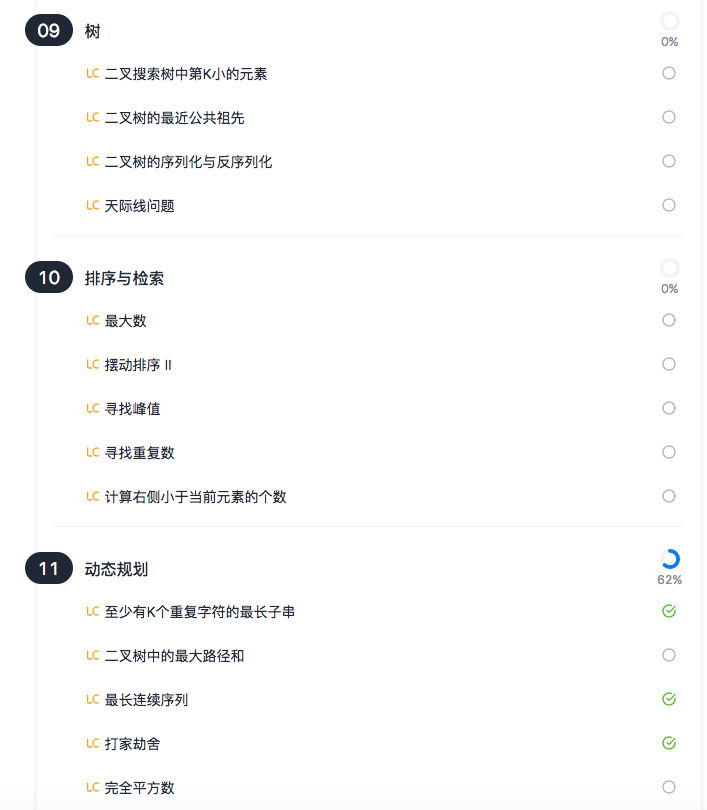 09 树
0%
LC 二叉搜索树中第K小的元素
LC 二叉树的最近公共祖先
LC 二叉树的序列化与反序列化
LC 天际线问题
10 排序与检索
0%
LC 最大数
LC 摆动排序 II
LC 寻找峰值
LC 寻找重复数
LC 计算右侧小于当前元素的个数
11 动态规划
62%
LC 至少有K个重复字符的最长子串
LC 二叉树中的最大路径和
LC 最长连续序列
LC 打家劫舍
LC 完全平方数